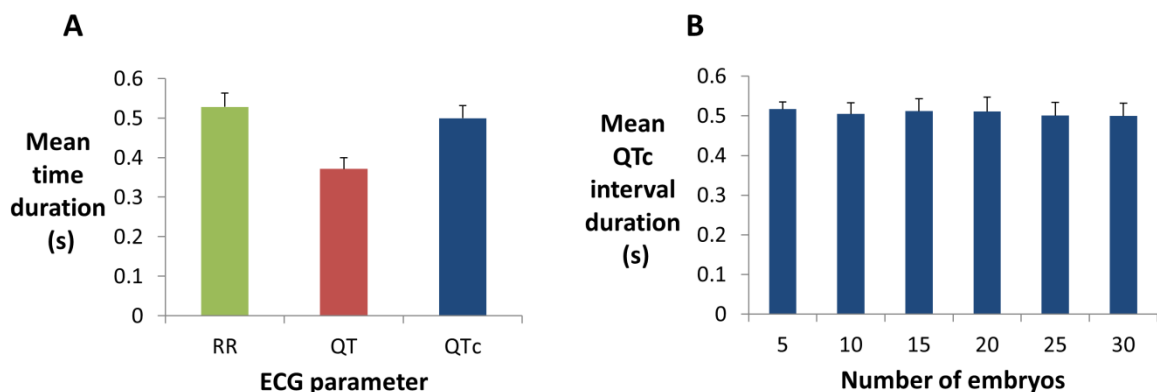 A
Mean
time
duration
(s)
0.6
0.5
0.4
0.3
0.2
0.1
0
RR QT QTc
ECG parameter
B
Mean
QTc
interval
duration
(s)
0.6
0.5
0.4
0.3
0.2
0.1
0
5 10 15 20 25 30
Number of embryos